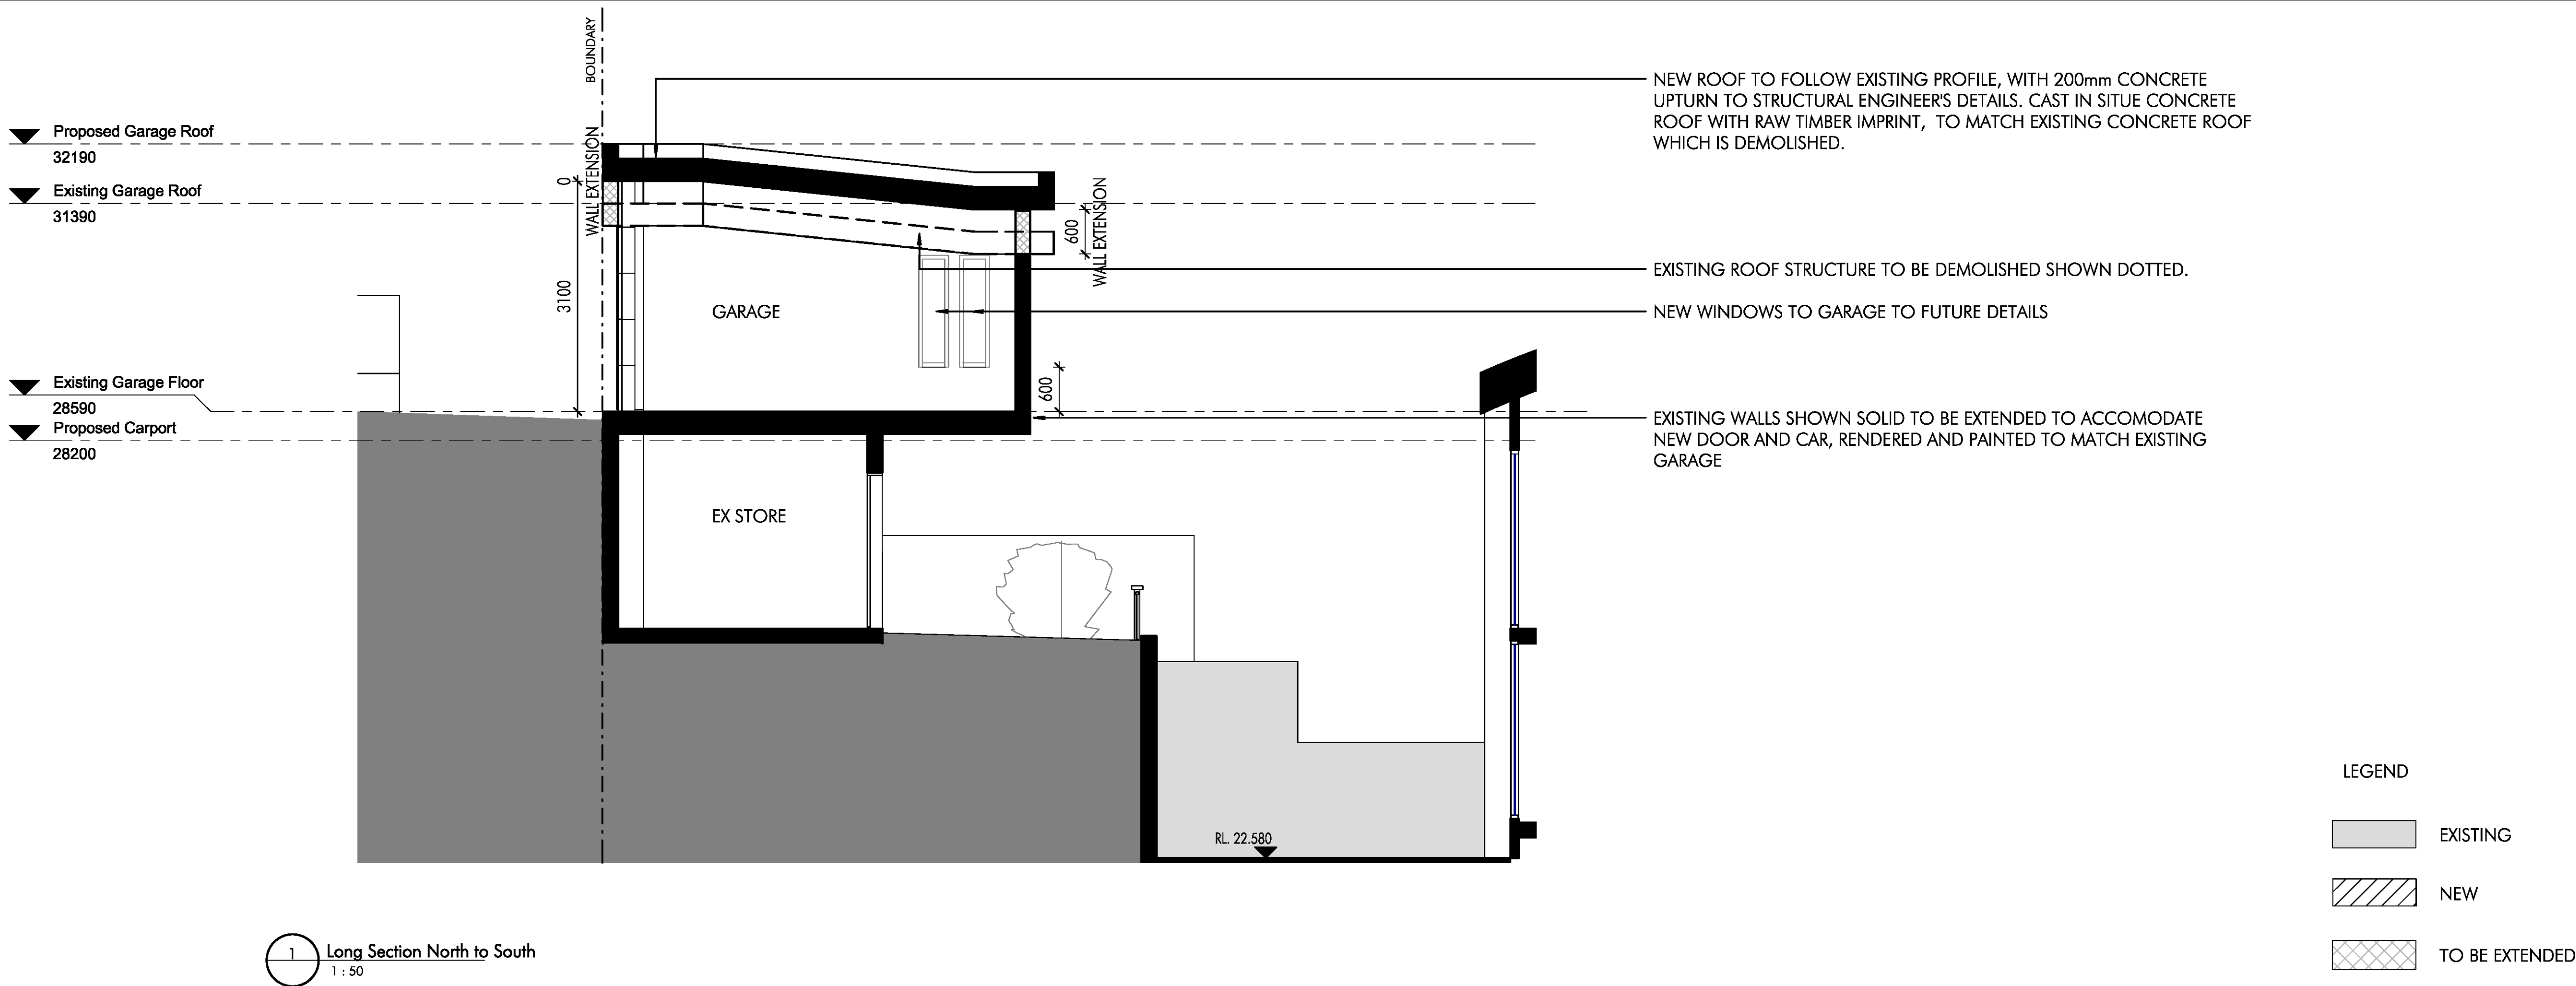 BOUNDARY
NEW ROOF TO FOLLOW EXISTING PROFILE, WITH 200mm CONCRETE
UPTURN TO STRUCTURAL ENGINEER'S DETAILS. CAST IN SITUE CONCRETE
ROOF WITH RAW TIMBER IMPRINT, TO MATCH EXISTING CONCRETE ROOF
WHICH IS DEMOLISHED.
Proposed Garage Roof
32190
Existing Garage Roof
31390
0
WALL EXTENSION
600
WALL EXTENSION
EXISTING ROOF STRUCTURE TO BE DEMOLISHED SHOWN DOTTED.
3100
GARAGE
NEW WINDOWS TO GARAGE TO FUTURE DETAILS
Existing Garage Floor
28590
600
Proposed Carport
28200
EXISTING WALLS SHOWN SOLID TO BE EXTENDED TO ACCOMODATE
NEW DOOR AND CAR, RENDERED AND PAINTED TO MATCH EXISTING
GARAGE
EX STORE
RL. 22.580
LEGEND
EXISTING
NEW
TO BE EXTENDED
1
Long Section North to South
1 : 50